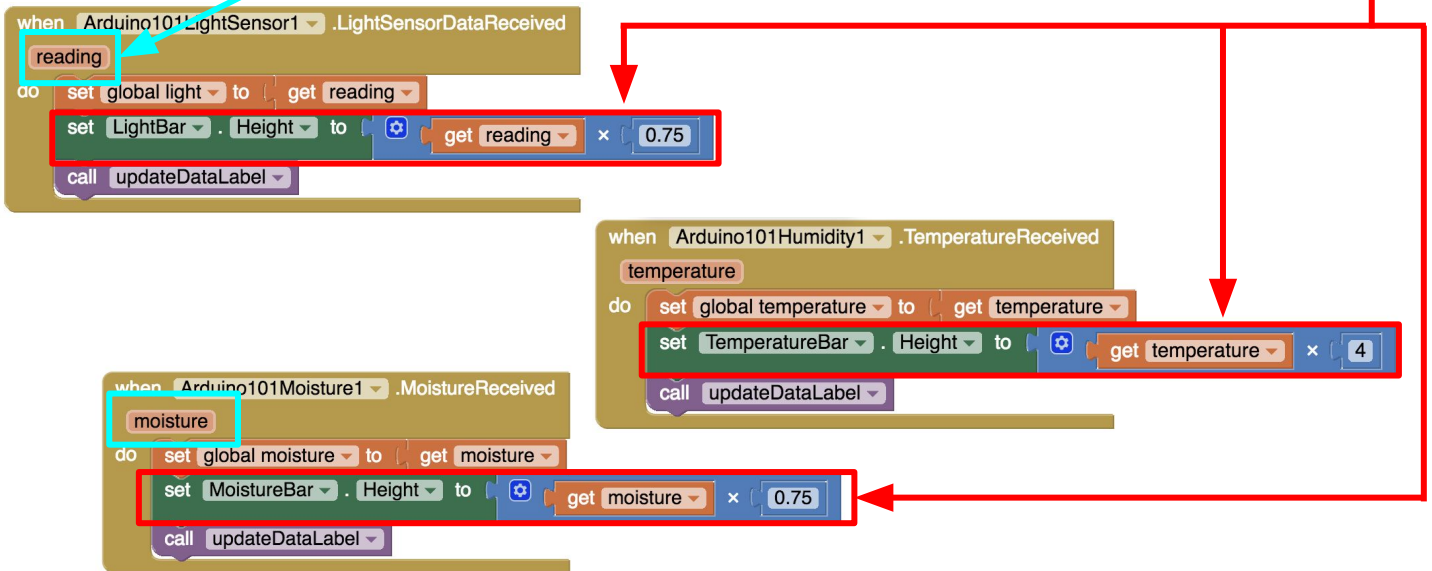 when Arduino101LightSensor1 .LightSensorDataReceived
reading
do set global light to get reading
set LightBar . Height to get reading × 0.75
call updateDataLabel
when Arduino101Humidity1 .TemperatureReceived
temperature
do set global temperature to get temperature
set TemperatureBar . Height to get temperature × 4
call updateDataLabel
when Arduino101Moisture1 .MoistureReceived
moisture
do set global moisture to get moisture
set MoistureBar . Height to get moisture × 0.75
call updateDataLabel